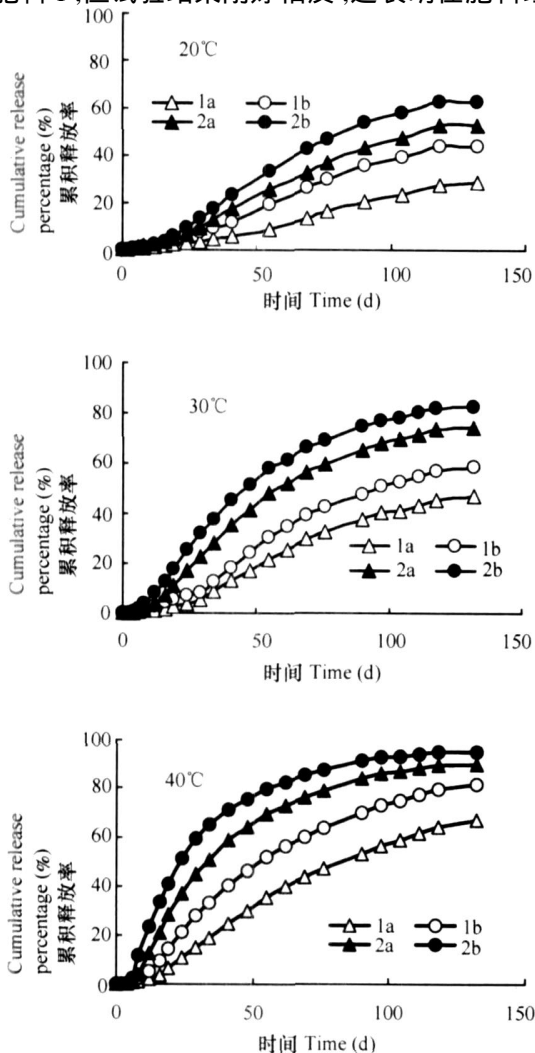 100
80
60
40
20
0
20℃
1a 1b
2a 2b
Cumulative release
percentage (%)
累积释放率
0 50 100 150
时间 Time (d)
100
80
60
40
20
0
30℃
1a 1b
2a 2b
Cumulative release
percentage (%)
累积释放率
0 50 100 150
时间 Time (d)
100
80
60
40
20
0
40℃
1a 1b
2a 2b
Cumulative release
percentage (%)
累积释放率
0 50 100 150
时间 Time (d)